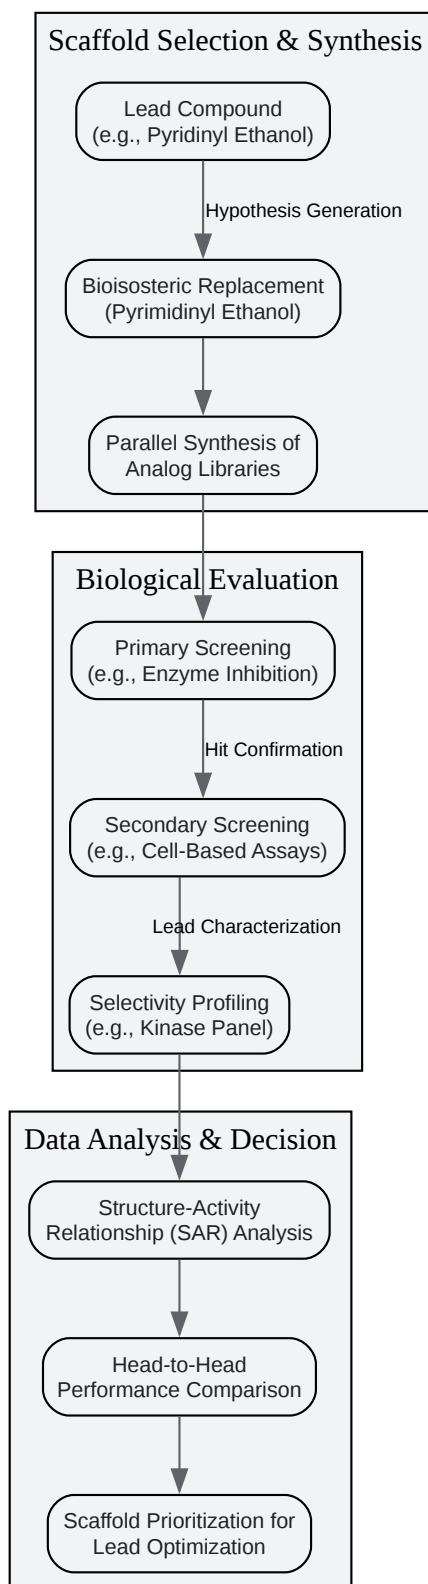 Scaffold Selection & Synthesis
Lead Compound
(e.g., Pyridinyl Ethanol)
Hypothesis Generation
Bioisosteric Replacement
(Pyrimidinyl Ethanol)
Parallel Synthesis of
Analog Libraries
Biological Evaluation
Primary Screening
(e.g., Enzyme Inhibition)
Hit Confirmation
Secondary Screening
(e.g., Cell-Based Assays)
Lead Characterization
Selectivity Profiling
(e.g., Kinase Panel)
Data Analysis & Decision
Structure-Activity
Relationship (SAR) Analysis
Head-to-Head
Performance Comparison
Scaffold Prioritization for
Lead Optimization